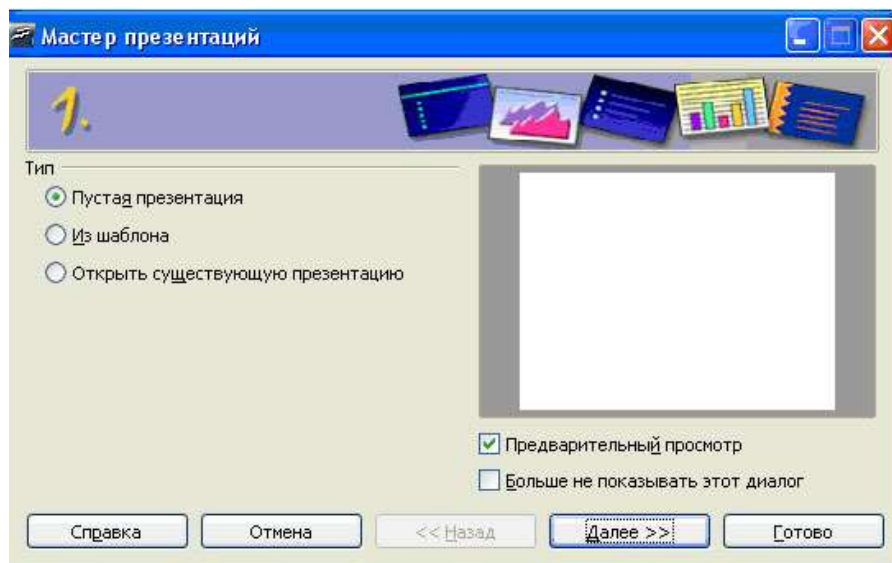 Мастер презентаций
1.
Тип
Пустая презентация
Из шаблона
Открыть существующую презентацию
Предварительный просмотр
Больше не показывать этот диалог
Справка
Отмена
<< Назад
Далее >>
Готово